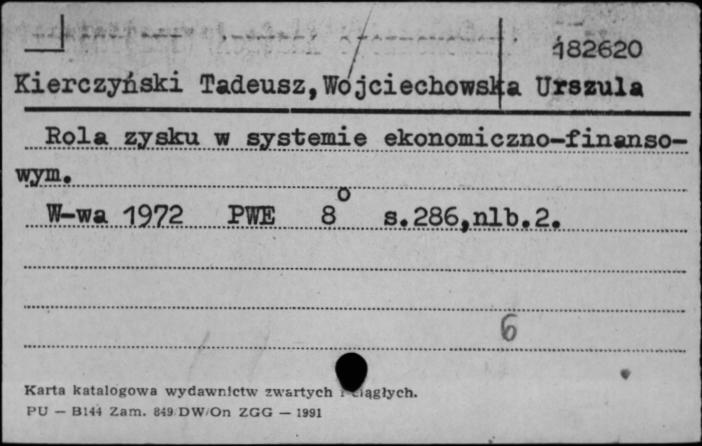 182620
Kierczyński Tadeusz,Wojciechowska Urszula
Rola zysku w systemie ekonomiczno-finanso-
wym.
W-wa 1972 PWE 8° s.286,nlb.2.
6
Karta katalogowa wydawnictw zwartych i ciągłych.
PU — B144 Zam. 849/DW/On ZGG — 1991